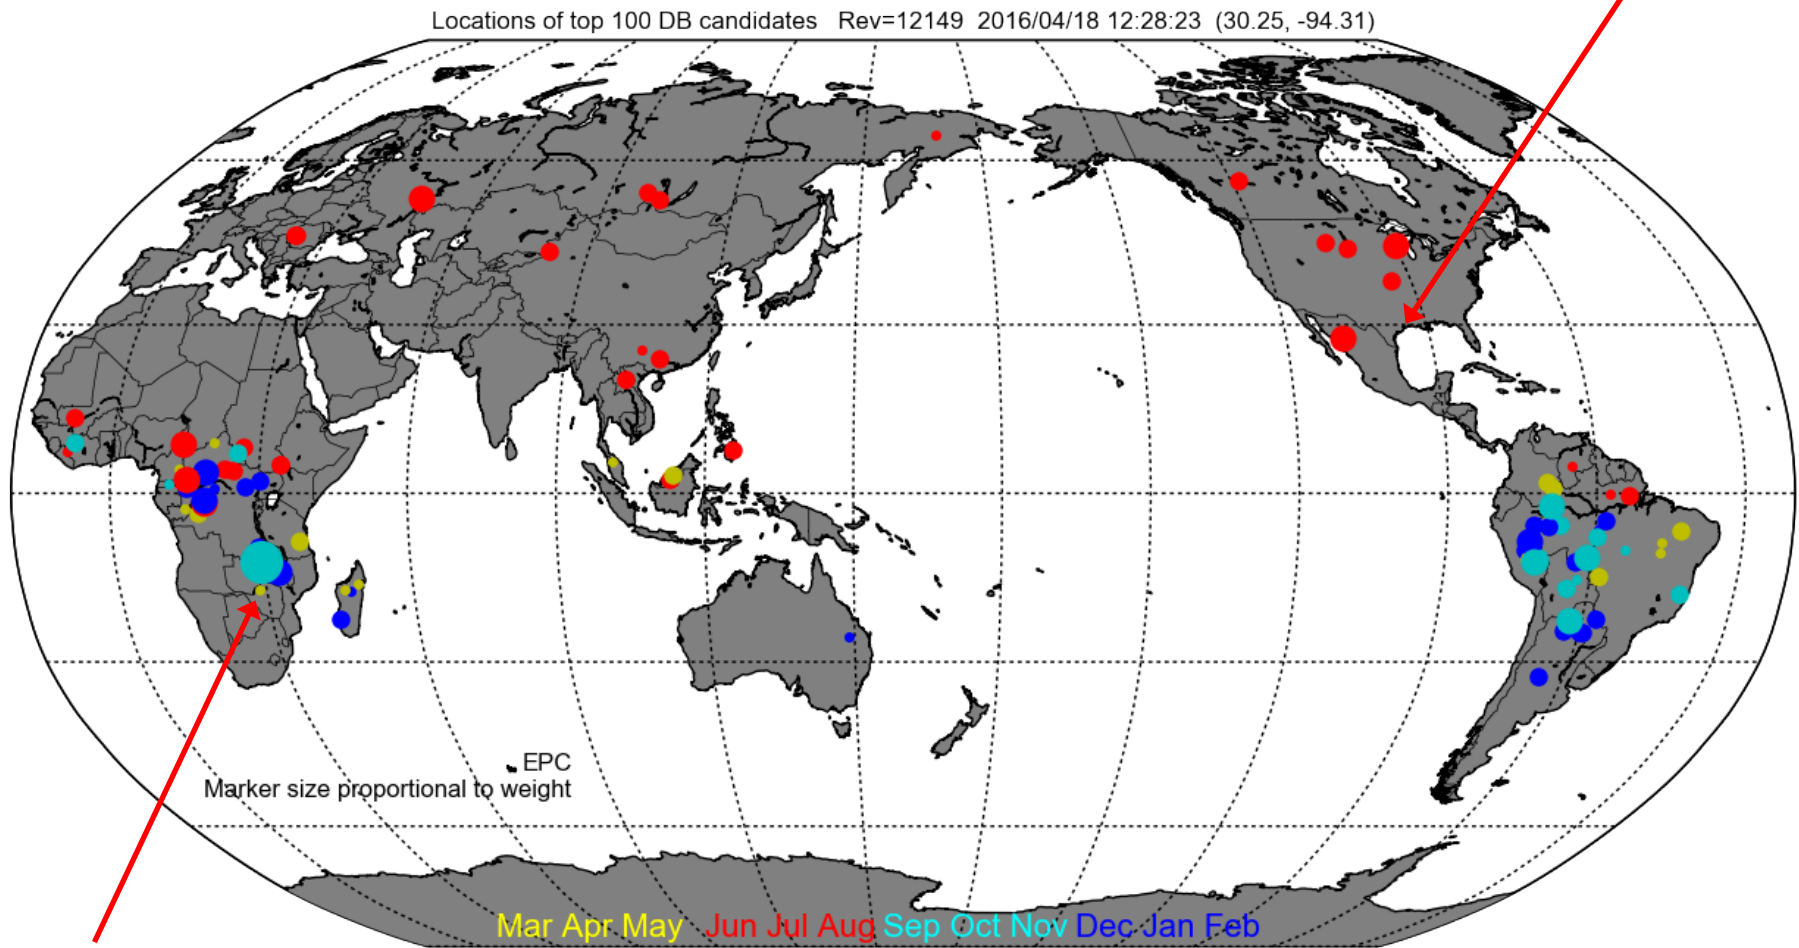 Locations of top 100 DB candidates Rev=12149 2016/04/18 12:28:23 (30.25, -94.31)
EPC
Marker size proportional to weight
Mar Apr May Jun Jul Aug Sep Oct Nov Dec Jan Feb